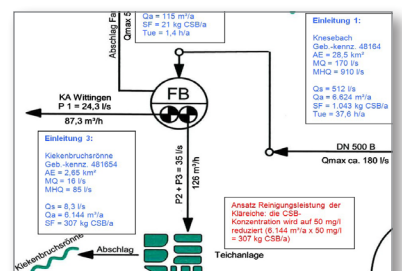 Qa = 115 m³/a
SF = 21 kg CSB/a
Tue = 1,4 h/a
Abschlag Fa
Qmax 5
Einleitung 1:
Knesebach
Geb.-kennz. 48164
AE = 28,5 km²
MQ = 170 l/s
MHQ = 910 l/s
Qs = 512 l/s
Qa = 6.624 m³/a
SF = 1.043 kg CSB/a
Tue = 37,6 h/a
FB
KA Wittingen
P 1 = 24,3 l/s
87,3 m³/h
Einleitung 3:
Kiekenbruchsrönne
Geb.-kennz. 481654
AE = 2,65 km²
MQ = 16 l/s
MHQ = 85 l/s
Qs = 8,3 l/s
Qa = 6.144 m³/a
SF = 307 kg CSB/a
P2 + P3 = 35 l/s
126 m³/h
DN 500 B
Qmax ca. 180 l/s
Ansatz Reinigungsleistung der
Kläreiche: die CSB-
Konzentration wird auf 50 mg/l
reduziert (6.144 m³/a x 50 mg/l
= 307 kg CSB/a)
Kiekenbruchsrönne
Abschlag
Teichanlage